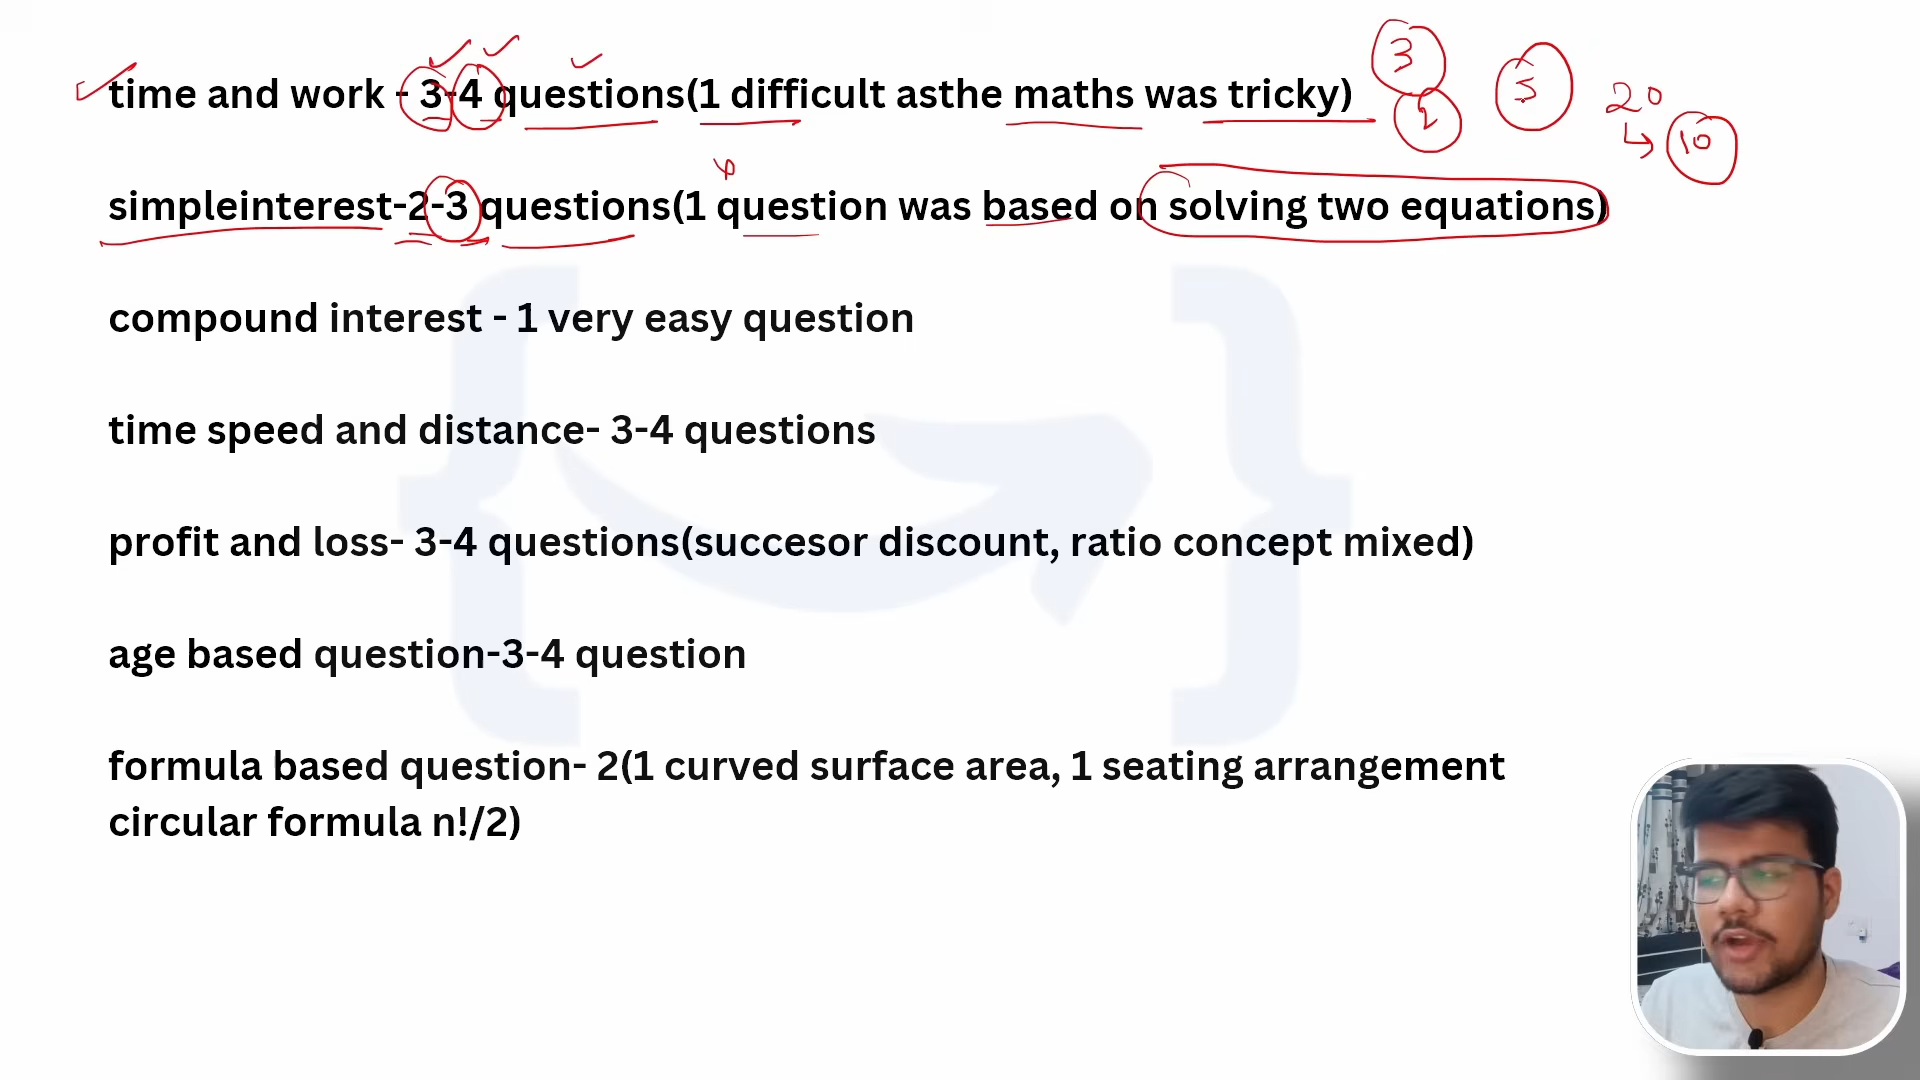 time and work - 3-4 questions(1 difficult asthe maths was tricky)
3
2
5
20
10
simpleinterest-2-3 questions(1 question was based on solving two equations)
compound interest - 1 very easy question
time speed and distance- 3-4 questions
profit and loss- 3-4 questions(succesor discount, ratio concept mixed)
age based question-3-4 question
formula based question- 2(1 curved surface area, 1 seating arrangement
circular formula n!/2)